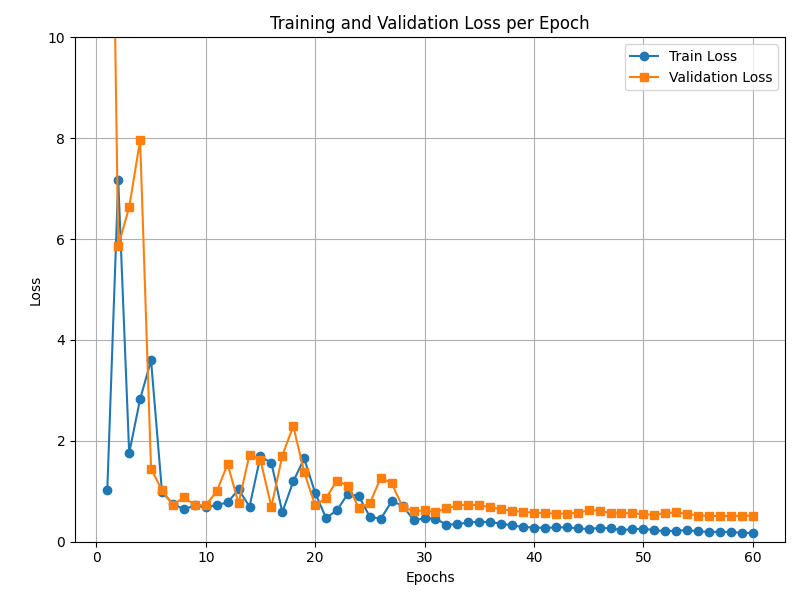 Training and Validation Loss per Epoch
Train Loss
Validation Loss
Loss
10
8
6
4
2
0
0 10 20 30 40 50 60
Epochs